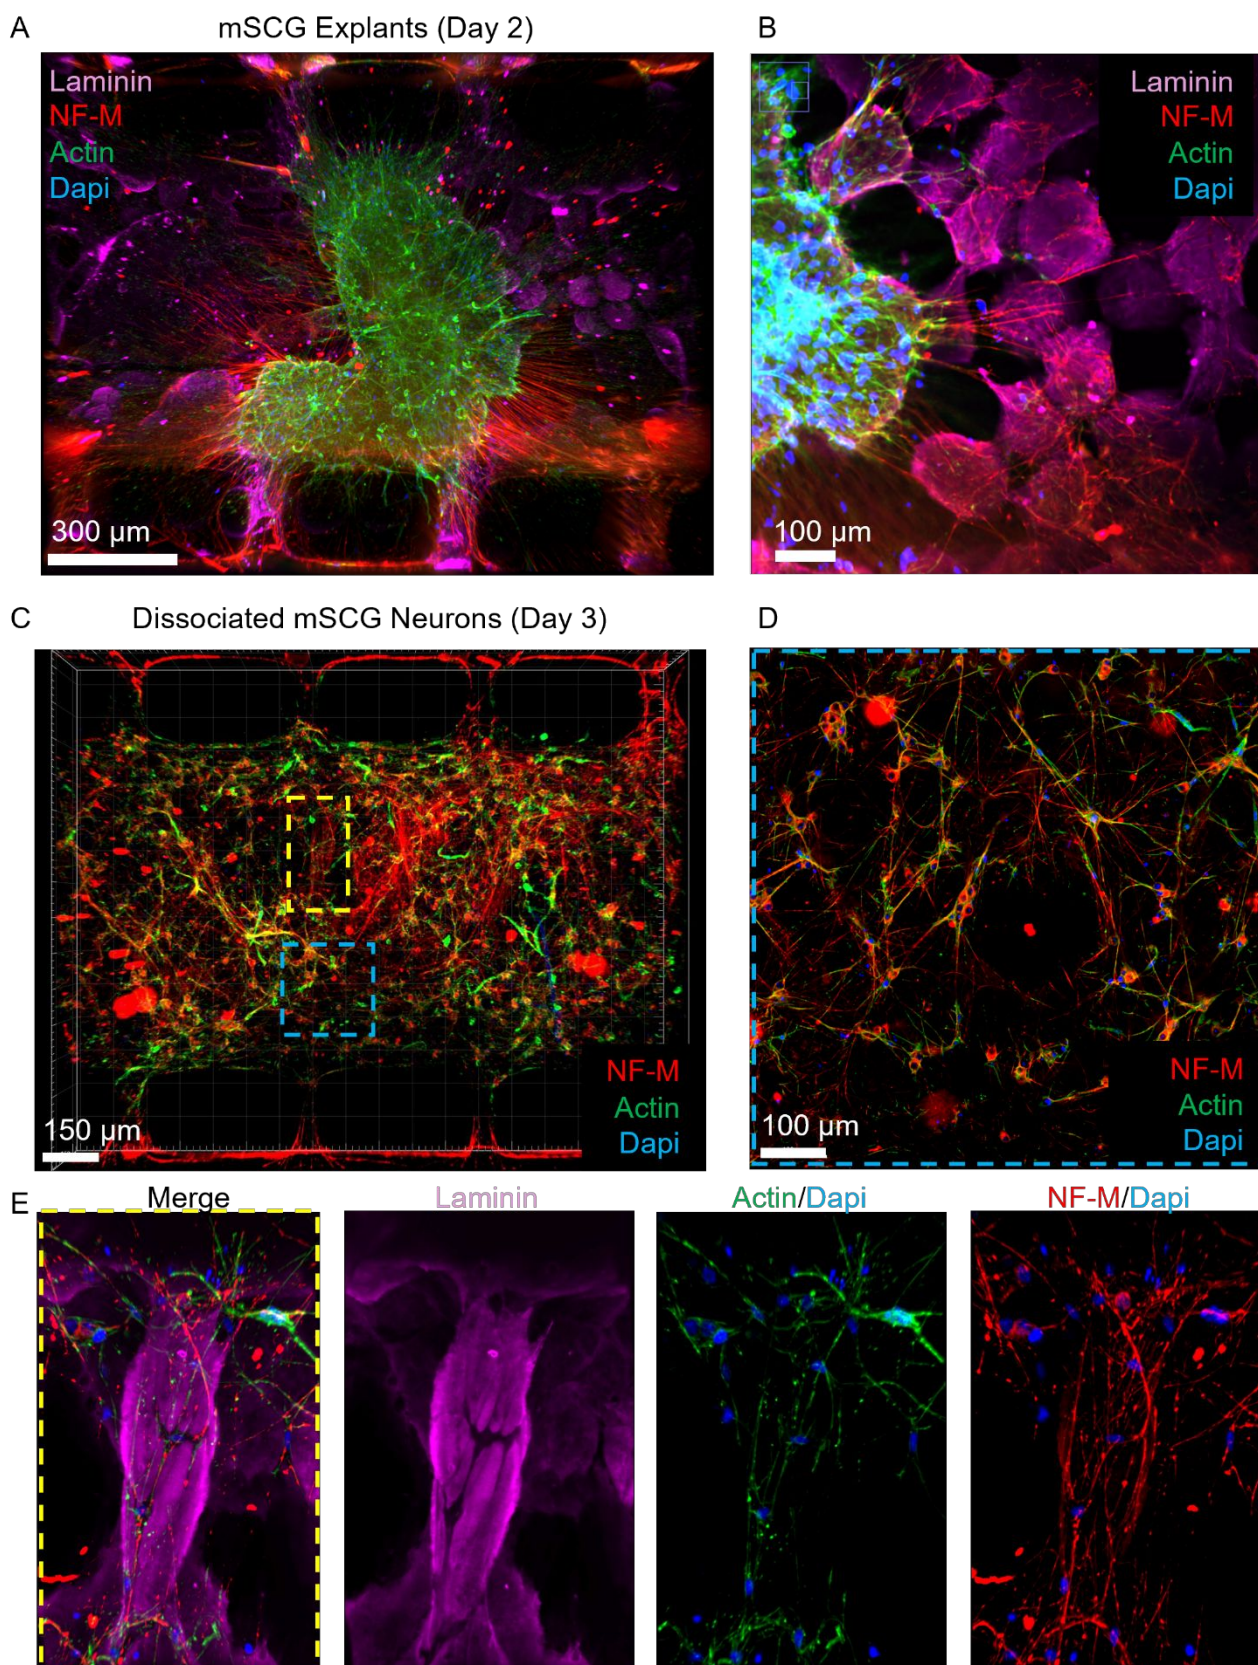 A
mSCG Explants (Day 2)
Laminin
NF-M
Actin
Dapi
300 µm
B
Laminin
NF-M
Actin
Dapi
100 µm
C
Dissociated mSCG Neurons (Day 3)
NF-M
Actin
Dapi
150 µm
D
NF-M
Actin
Dapi
100 µm
E
Merge
Laminin
Actin/Dapi
NF-M/Dapi